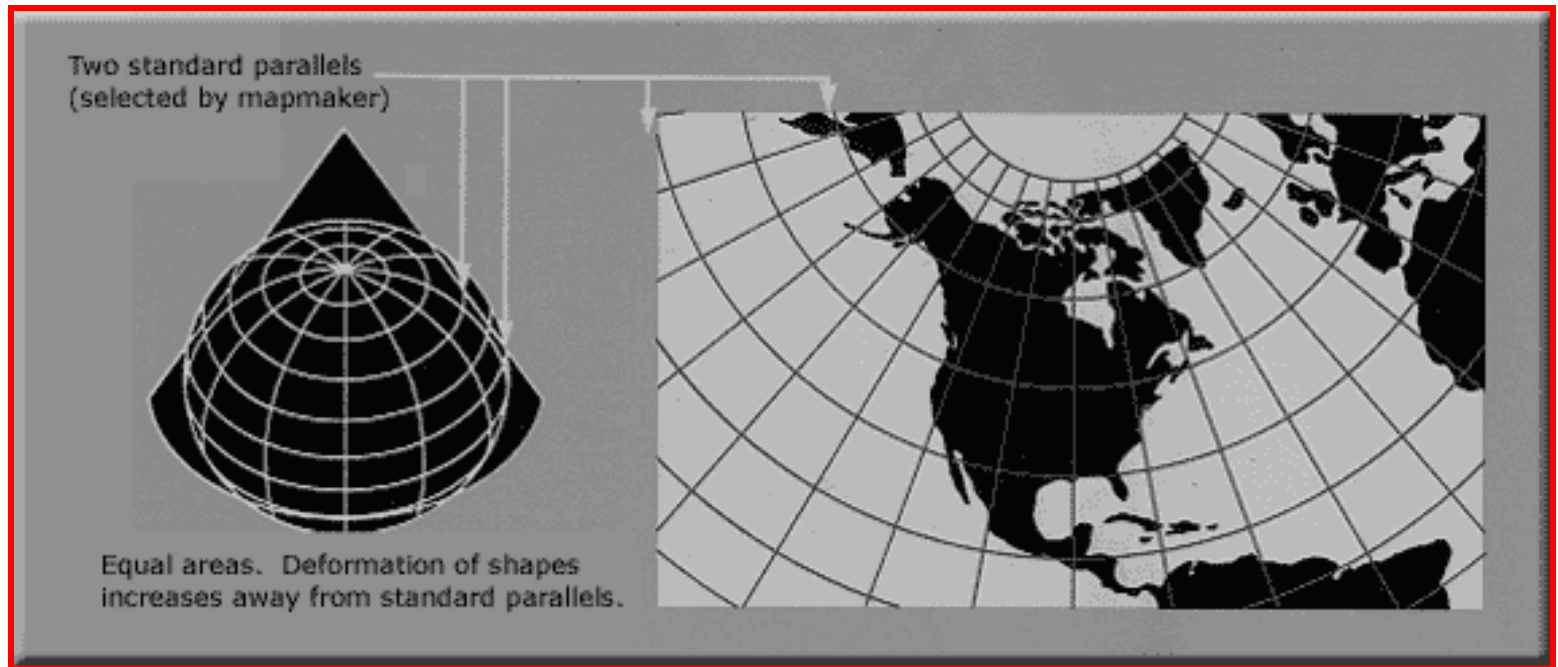 Two standard parallels
(selected by mapmaker)
Equal areas.  Deformation of shapes
increases away from standard parallels.